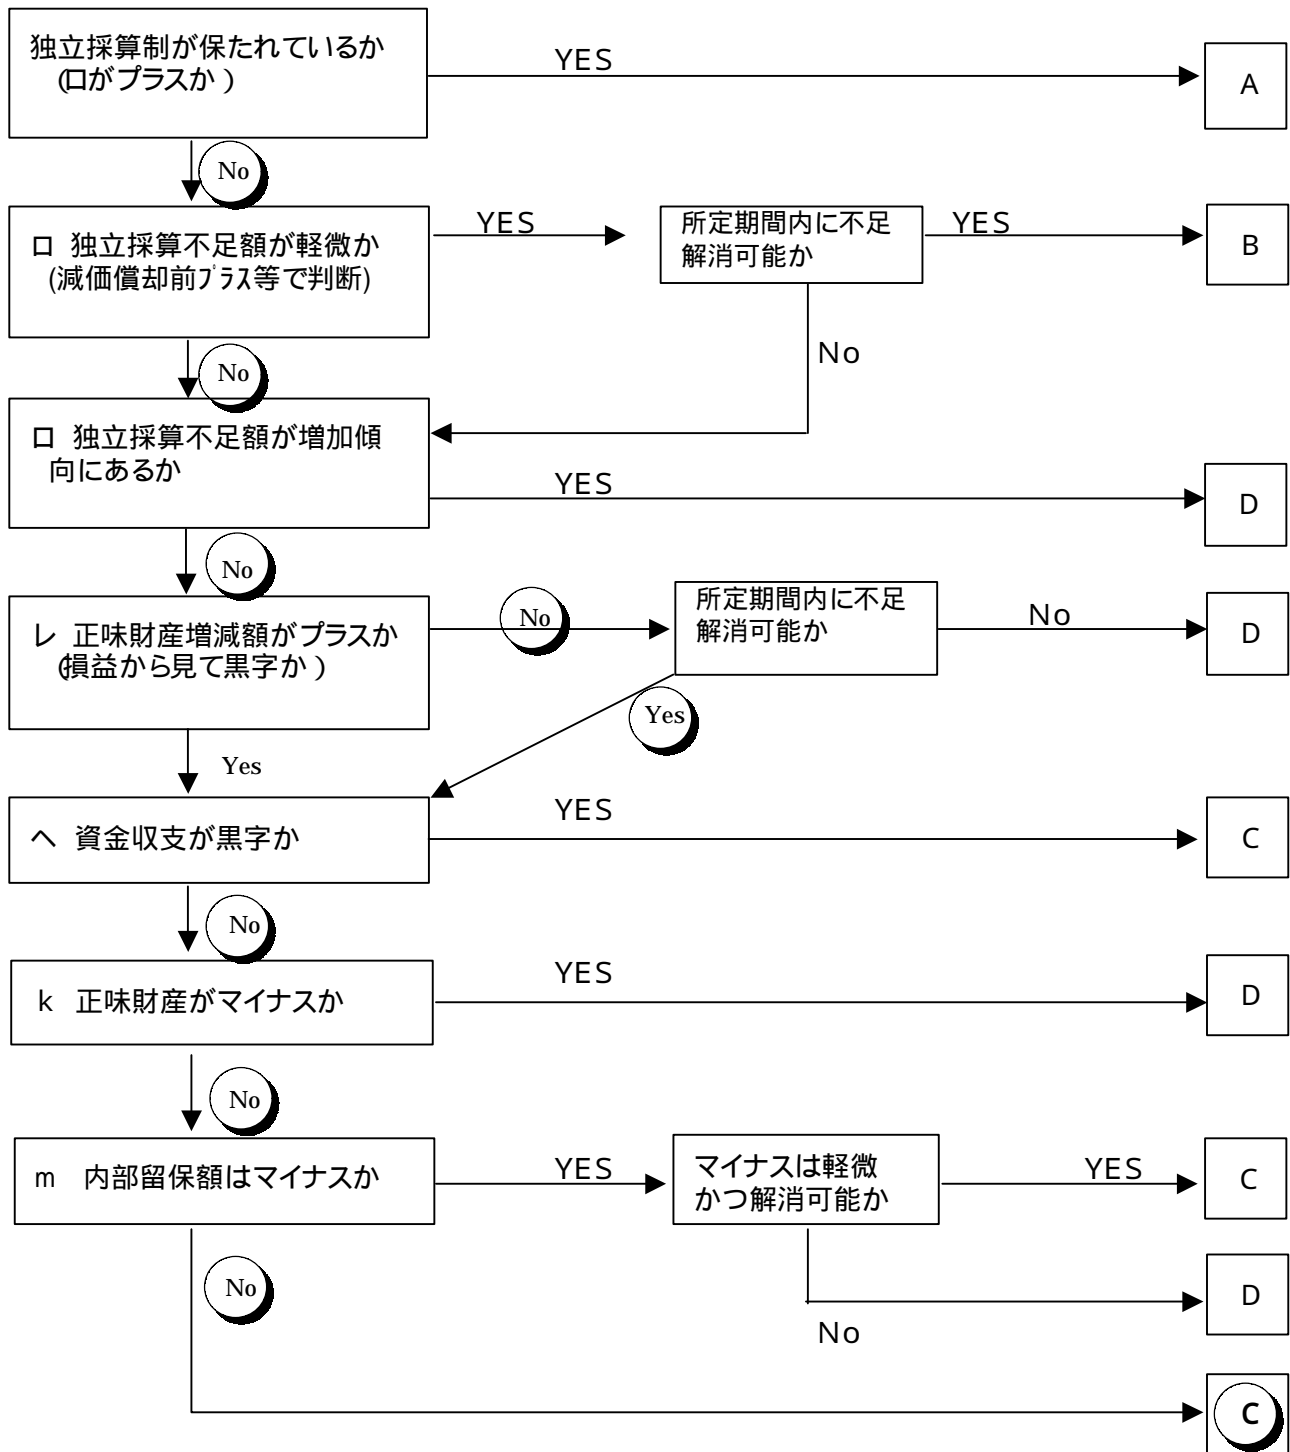 独立採算制が保たれているか
(ロがプラスか)
YES
A
No
ロ 独立採算不足額が軽微か
(減価償却前プラス等で判断)
YES
所定期間内に不足
解消可能か
YES
B
No
No
ロ 独立採算不足額が増加傾
向にあるか
YES
D
No
レ 正味財産増減額がプラスか
(損益から見て黒字か)
No
所定期間内に不足
解消可能か
No
D
Yes
Yes
ヘ 資金収支が黒字か
YES
C
No
k 正味財産がマイナスか
YES
D
No
m 内部留保額はマイナスか
YES
マイナスは軽微
かつ解消可能か
YES
C
No
D
No
C